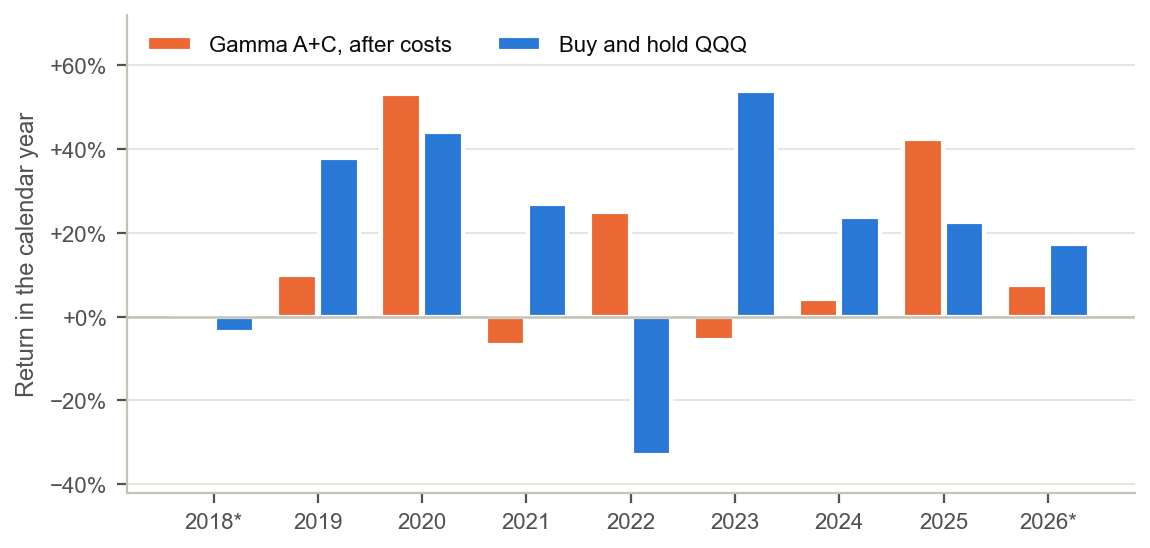 Gamma A+C, after costs
Buy and hold QQQ
Return in the calendar year
+60%
+40%
+20%
+0%
−20%
−40%
2018* 2019 2020 2021 2022 2023 2024 2025 2026*